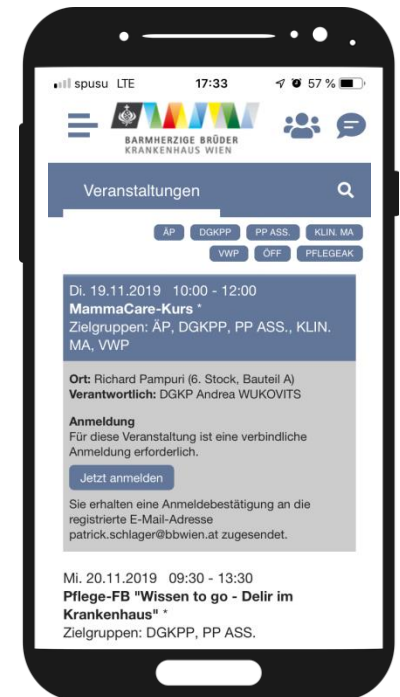 spusu LTE 17:33 57 %
BARMHERZIGE BRÜDER
KRANKENHAUS WIEN
Veranstaltungen
ÄP DGKPP PP ASS. KLIN. MA
VWP ÖFF PFLEGEAK
Di. 19.11.2019 10:00 - 12:00
MammaCare-Kurs *
Zielgruppen: ÄP, DGKPP, PP ASS., KLIN.
MA, VWP
Ort: Richard Pampuri (6. Stock, Bauteil A)
Verantwortlich: DGKP Andrea WUKOVITS
Anmeldung
Für diese Veranstaltung ist eine verbindliche
Anmeldung erforderlich.
Jetzt anmelden
Sie erhalten eine Anmeldebestätigung an die
registrierte E-Mail-Adresse
patrick.schlager@bbwien.at zugesendet.
Mi. 20.11.2019 09:30 - 13:30
Pflege-FB "Wissen to go - Delir im
Krankenhaus" *
Zielgruppen: DGKPP, PP ASS.